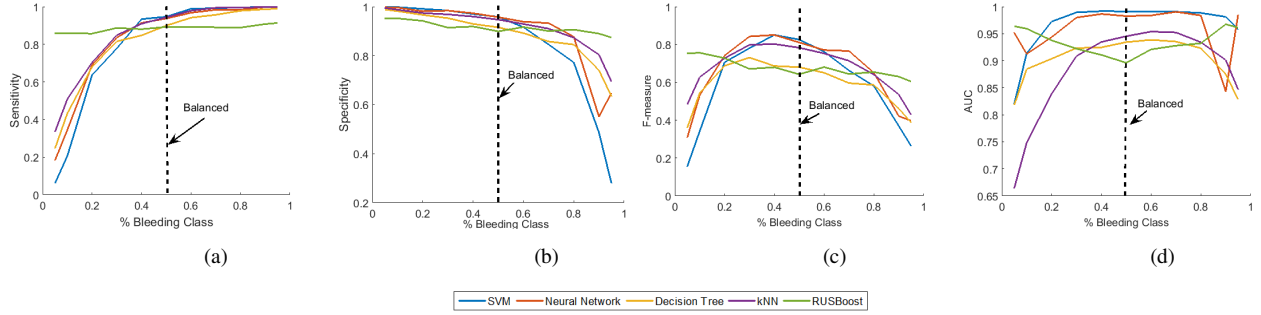 Sensitivity
1
0.8
0.6
0.4
0.2
0
0 0.2 0.4 0.6 0.8 1
% Bleeding Class
Balanced
(a)
Specificity
1
0.8
0.6
0.4
0.2
0 0.2 0.4 0.6 0.8 1
% Bleeding Class
Balanced
(b)
F-measure
1
0.8
0.6
0.4
0.2
0
0 0.2 0.4 0.6 0.8 1
% Bleeding Class
Balanced
(c)
AUC
1
0.95
0.9
0.85
0.8
0.75
0.7
0.65
0 0.2 0.4 0.6 0.8 1
% Bleeding Class
Balanced
(d)
SVM Neural Network Decision Tree kNN RUSBoost